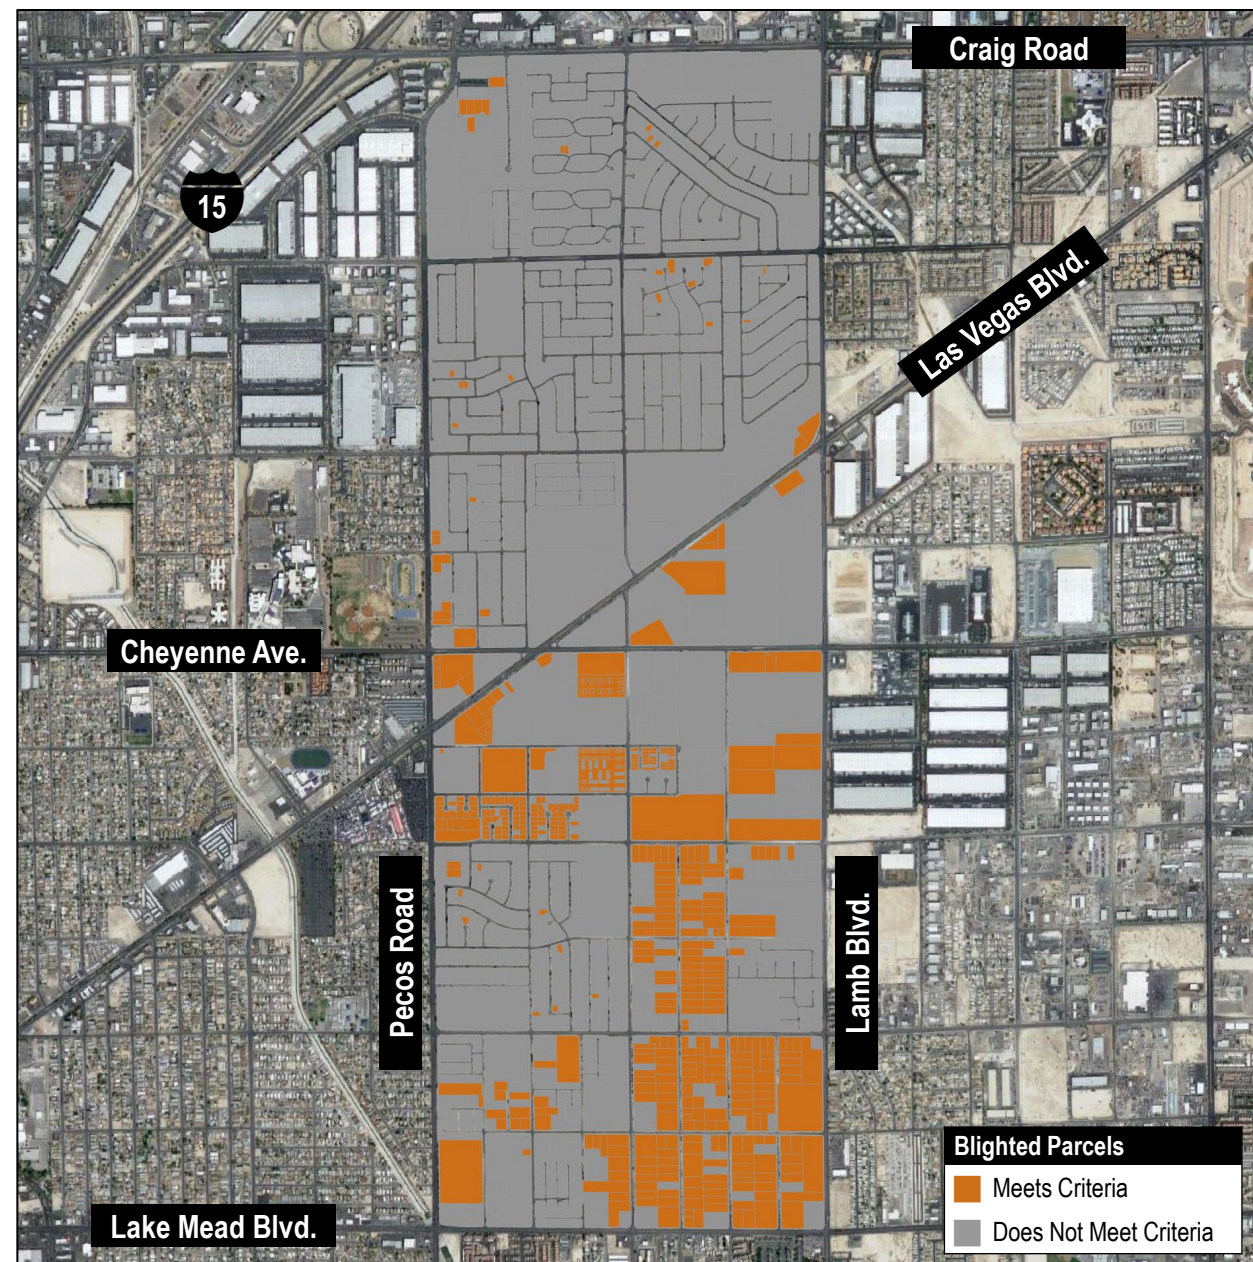 Craig Road
15
Las Vegas Blvd.
Cheyenne Ave.
Pecos Road
Lamb Blvd.
Lake Mead Blvd.
Blighted Parcels
Meets Criteria
Does Not Meet Criteria